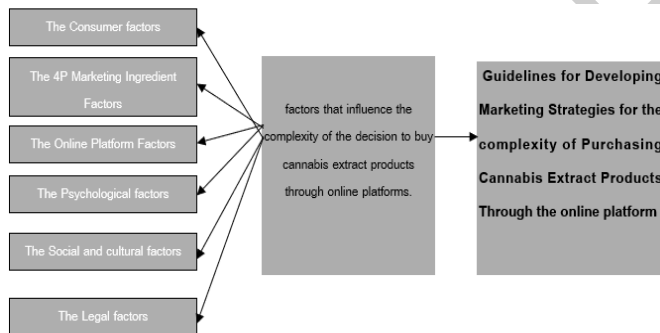 The Consumer factors
The 4P Marketing Ingredient
Factors
The Online Platform Factors
The Psychological factors
The Social and cultural factors
The Legal factors
factors that influence the
complexity of the decision to buy
cannabis extract products
through online platforms.
Guidelines for Developing
Marketing Strategies for the
complexity of Purchasing
Cannabis Extract Products
Through the online platform